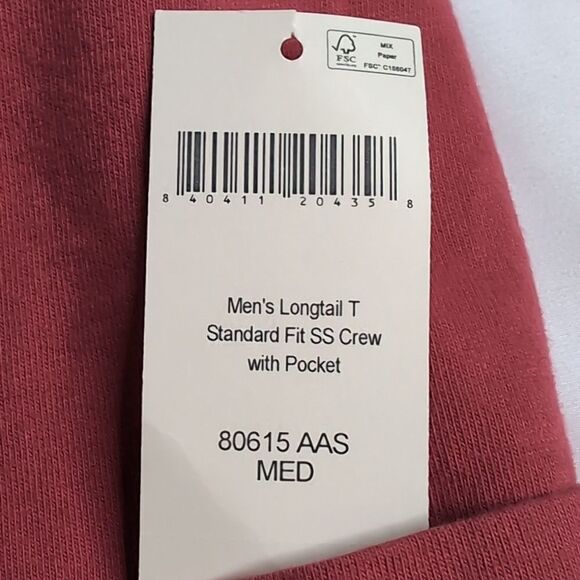 FSC
MIX
Paper
FSC® C158047
8 40411 20435 8
Men's Longtail T
Standard Fit SS Crew
with Pocket
80615 AAS
MED